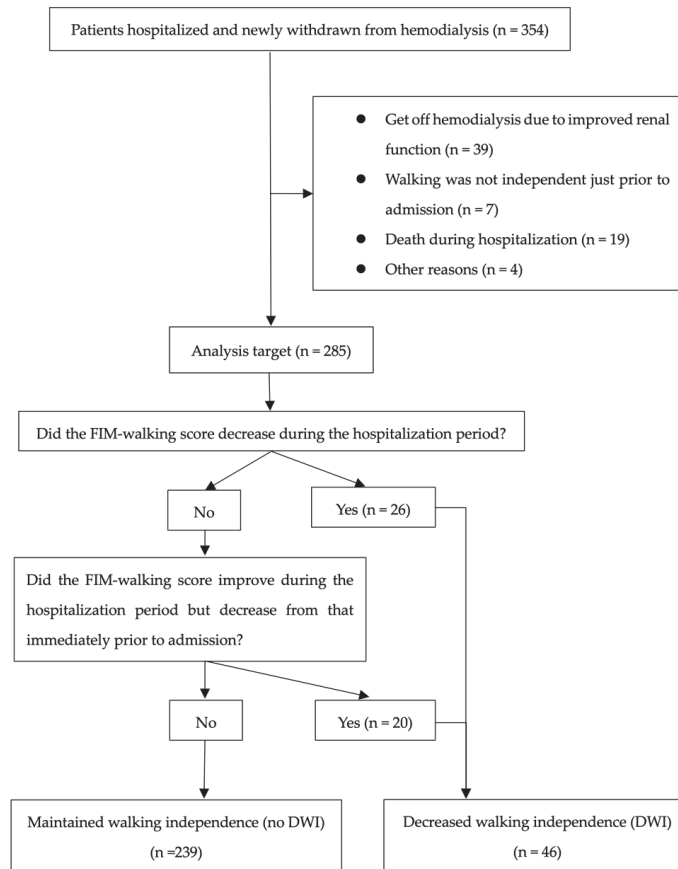 Patients hospitalized and newly withdrawn from hemodialysis (n = 354)
● Get off hemodialysis due to improved renal
function (n = 39)
● Walking was not independent just prior to
admission (n = 7)
● Death during hospitalization (n = 19)
● Other reasons (n = 4)
Analysis target (n = 285)
Did the FIM-walking score decrease during the hospitalization period?
No
Yes (n = 26)
Did the FIM-walking score improve during the
hospitalization period but decrease from that
immediately prior to admission?
No
Yes (n = 20)
Maintained walking independence (no DWI)
(n =239)
Decreased walking independence (DWI)
(n = 46)